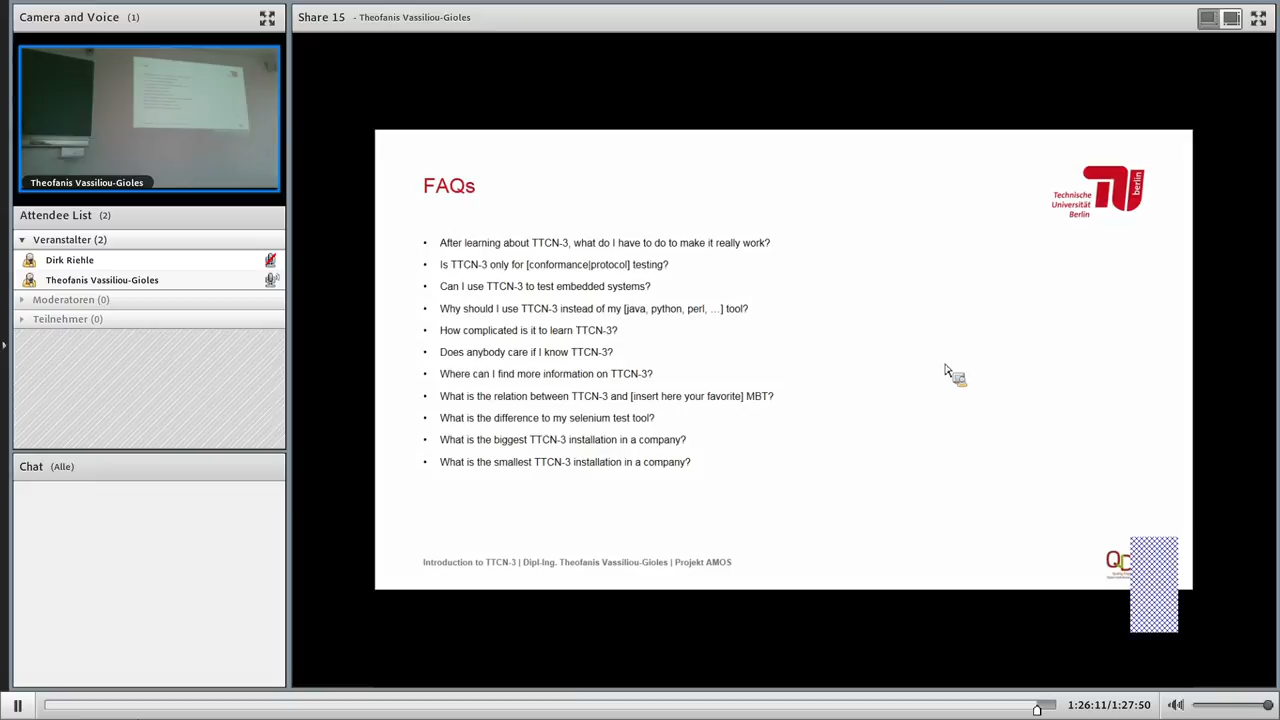 Camera and Voice (1)
Theofanis Vassiliou-Gioles
Attendee List (2)
Veranstalter (2)
Dirk Riehle
Theofanis Vassiliou-Gioles
Moderatoren (0)
Teilnehmer (0)
Chat (Alle)
Share 15 - Theofanis Vassiliou-Gioles
FAQs
Technische
Universität
Berlin
berlin
• After learning about TTCN-3, what do I have to do to make it really work?
• Is TTCN-3 only for [conformance|protocol] testing?
• Can I use TTCN-3 to test embedded systems?
• Why should I use TTCN-3 instead of my [java, python, perl, ...] tool?
• How complicated is it to learn TTCN-3?
• Does anybody care if I know TTCN-3?
• Where can I find more information on TTCN-3?
• What is the relation between TTCN-3 and [insert here your favorite] MBT?
• What is the difference to my selenium test tool?
• What is the biggest TTCN-3 installation in a company?
• What is the smallest TTCN-3 installation in a company?
Introduction to TTCN-3 | Dipl-Ing. Theofanis Vassiliou-Gioles | Projekt AMOS
1:26:11/1:27:50